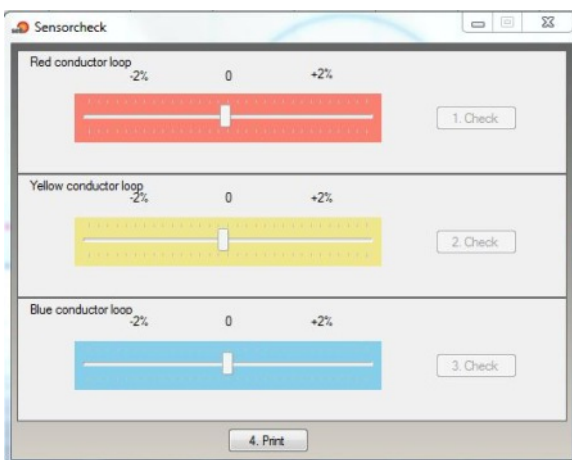 Sensorcheck
Red conductor loop
-2% 0 +2%
1. Check
Yellow conductor loop
-2% 0 +2%
2. Check
Blue conductor loop
-2% 0 +2%
3. Check
4. Print